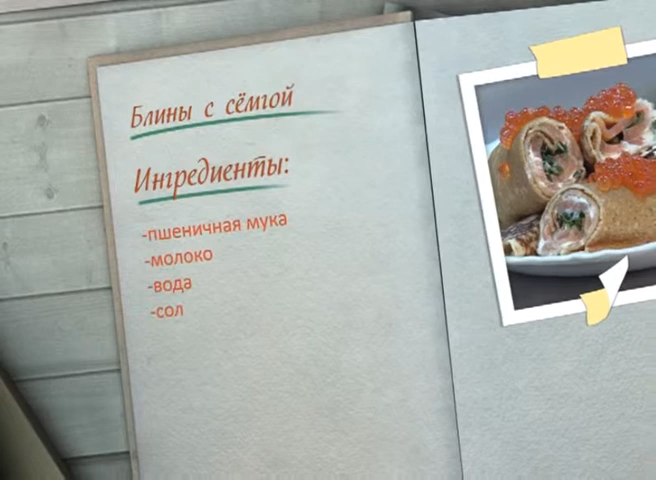 Блины с сёмгой
Ингредиенты:
-пшеничная мука
-молоко
-вода
-сол